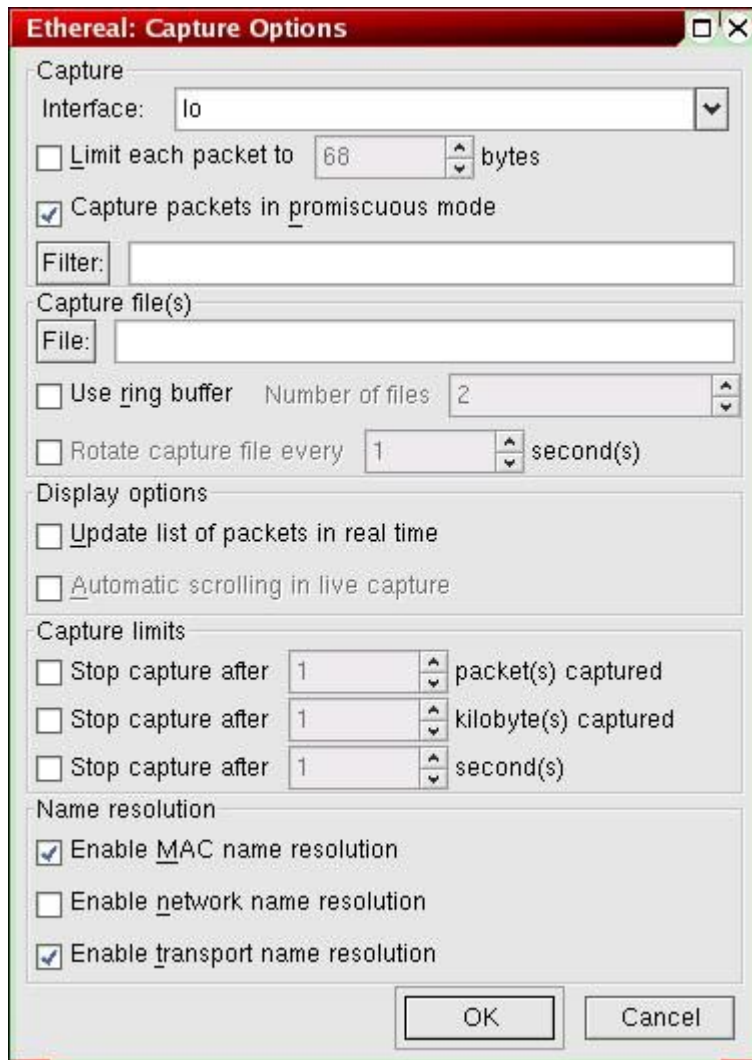 Ethereal: Capture Options
Capture
Interface: lo
Limit each packet to 68 bytes
Capture packets in promiscuous mode
Filter:
Capture file(s)
File:
Use ring buffer Number of files 2
Rotate capture file every 1 second(s)
Display options
Update list of packets in real time
Automatic scrolling in live capture
Capture limits
Stop capture after 1 packet(s) captured
Stop capture after 1 kilobyte(s) captured
Stop capture after 1 second(s)
Name resolution
Enable MAC name resolution
Enable network name resolution
Enable transport name resolution
OK Cancel